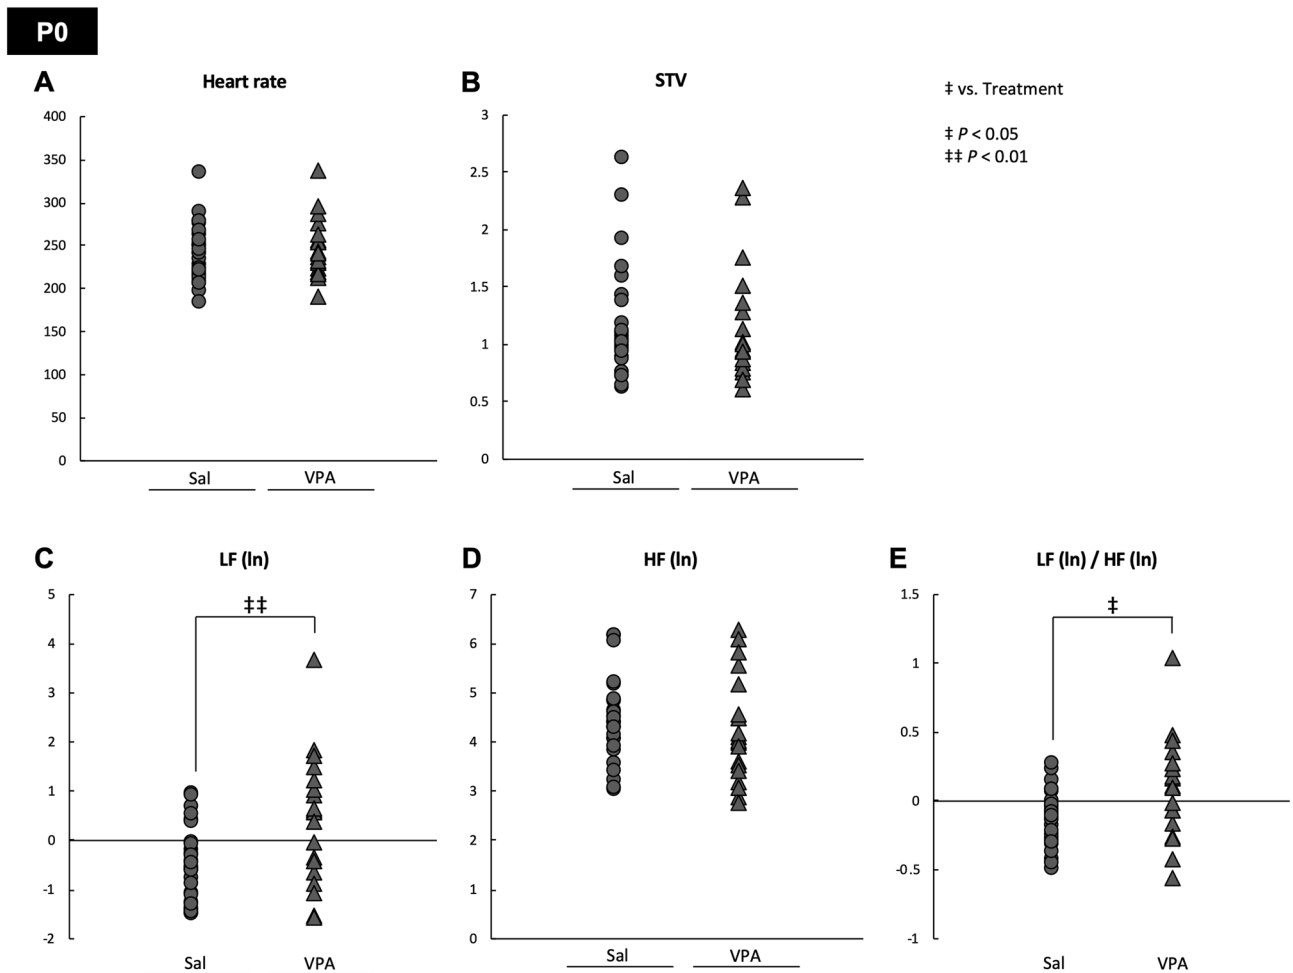 P0
A
Heart rate
400
350
300
250
200
150
100
50
0
Sal
VPA
B
STV
3
2.5
2
1.5
1
0.5
0
Sal
VPA
‡ vs. Treatment
‡ P < 0.05
‡‡ P < 0.01
C
LF (ln)
5
4
3
2
1
0
-1
-2
‡‡
Sal
VPA
D
HF (ln)
7
6
5
4
3
2
1
0
Sal
VPA
E
LF (ln) / HF (ln)
1.5
1
0.5
0
-0.5
-1
‡
Sal
VPA